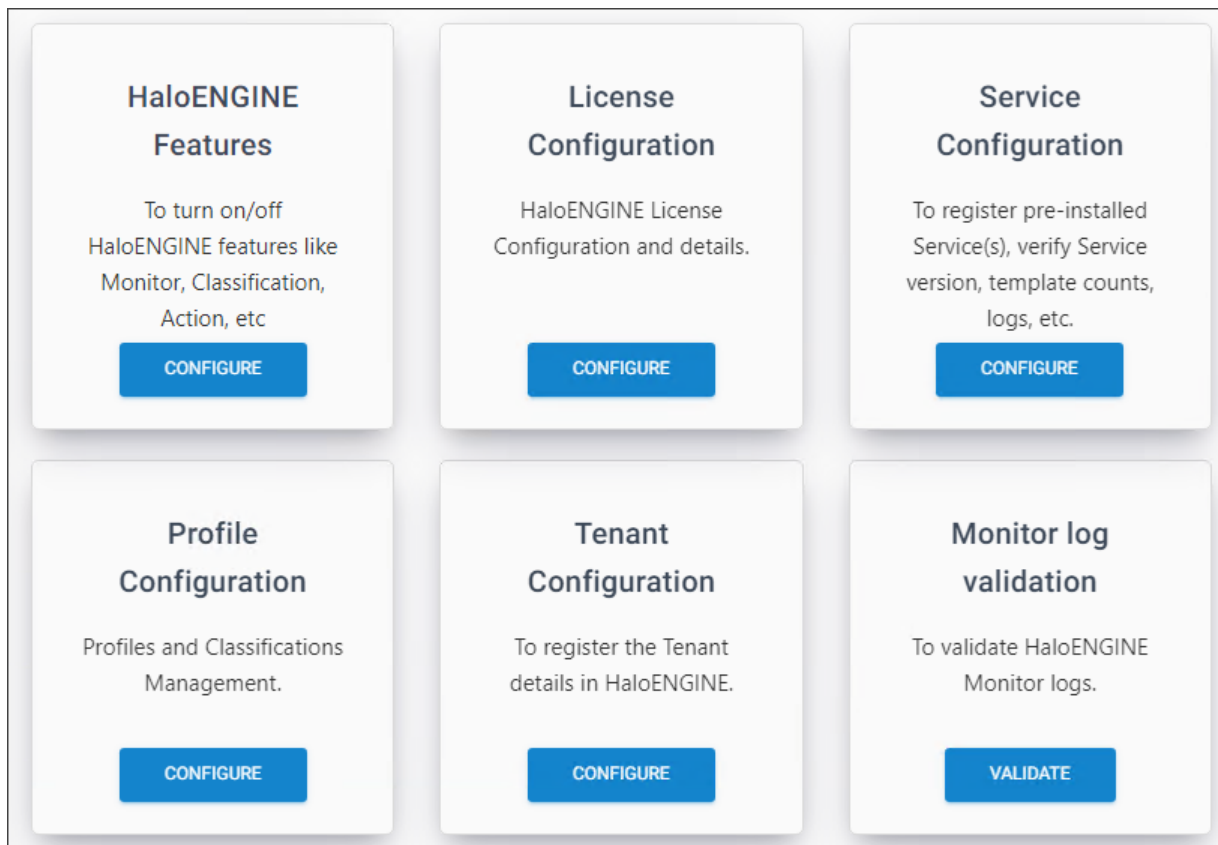 HaloENGINE
Features
To turn on/off
HaloENGINE features like
Monitor, Classification,
Action, etc
CONFIGURE
License
Configuration
HaloENGINE License
Configuration and details.
CONFIGURE
Service
Configuration
To register pre-installed
Service(s), verify Service
version, template counts,
logs, etc.
CONFIGURE
Profile
Configuration
Profiles and Classifications
Management.
CONFIGURE
Tenant
Configuration
To register the Tenant
details in HaloENGINE.
CONFIGURE
Monitor log
validation
To validate HaloENGINE
Monitor logs.
VALIDATE